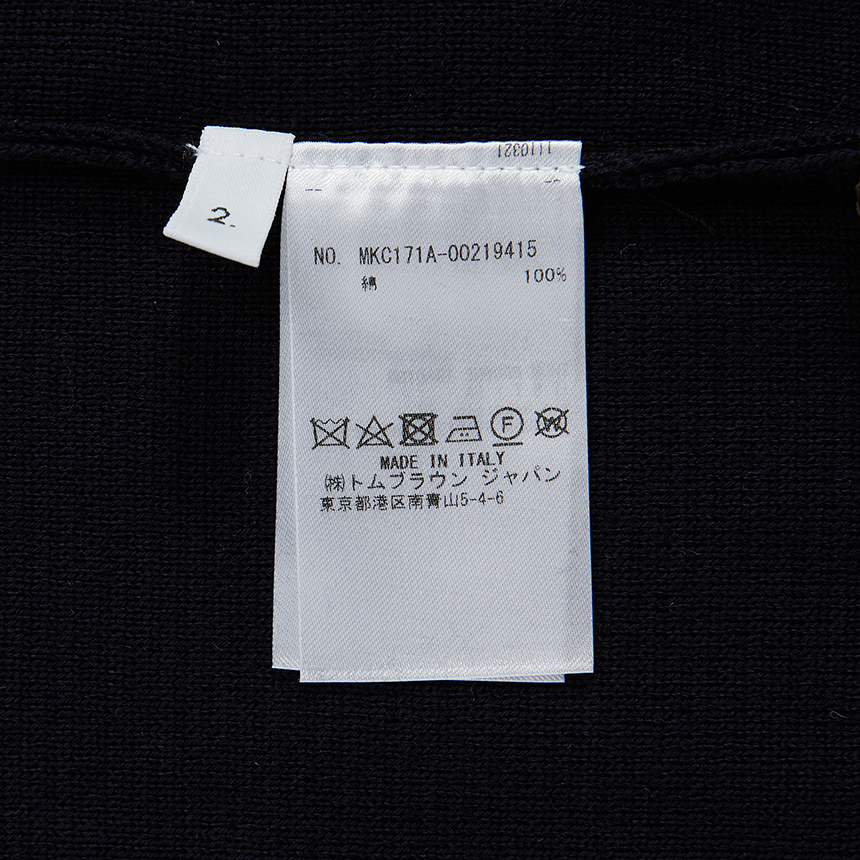 1110321
2.
NO. MKC171A-00219415
綿 100%
F W
MADE IN ITALY
㈱トムブラウン ジャパン
東京都港区南青山5-4-6